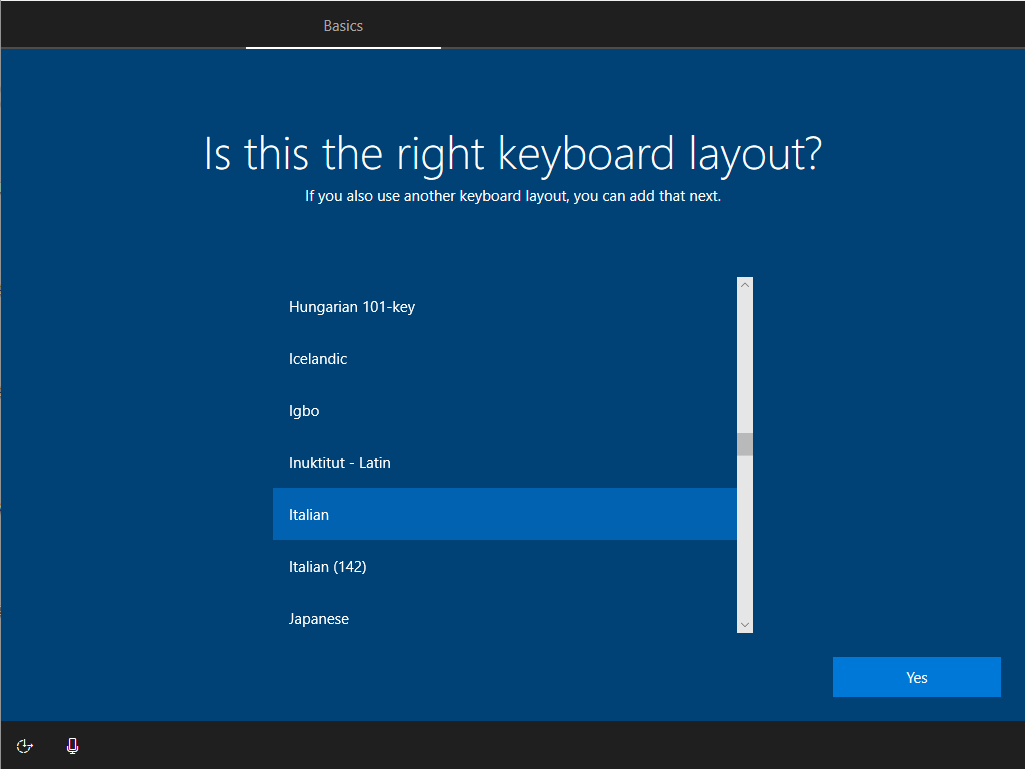 Basics
Is this the right keyboard layout?
If you also use another keyboard layout, you can add that next.
Hungarian 101-key
Icelandic
Igbo
Inuktitut - Latin
Italian
Italian (142)
Japanese
Yes